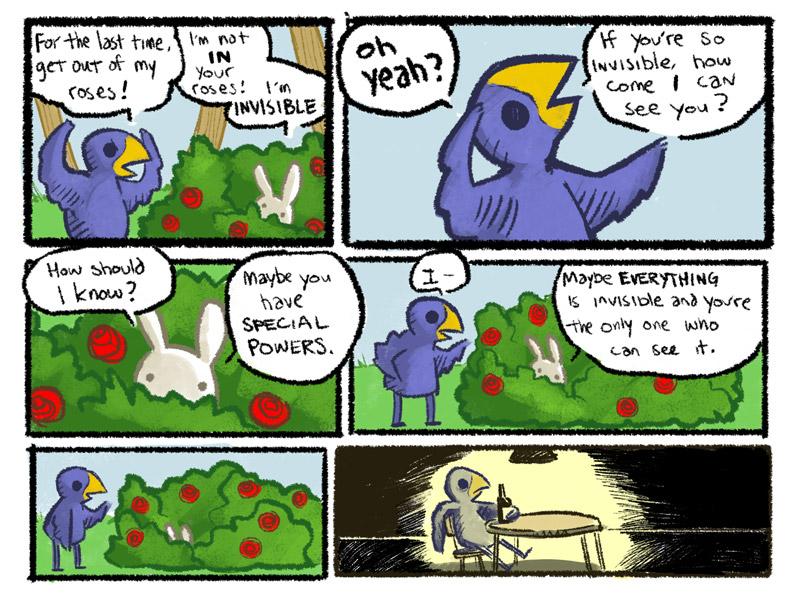 For the last time,
get out of my
roses!
I'm not
IN
your
roses!
I'm
INVISIBLE
oh
yeah?
If you're so
invisible, how
come I can
see you?
How should
I know?
Maybe you
have
SPECIAL
POWERS.
I-
Maybe EVERYTHING
is invisible and you're
the only one who
can see it.